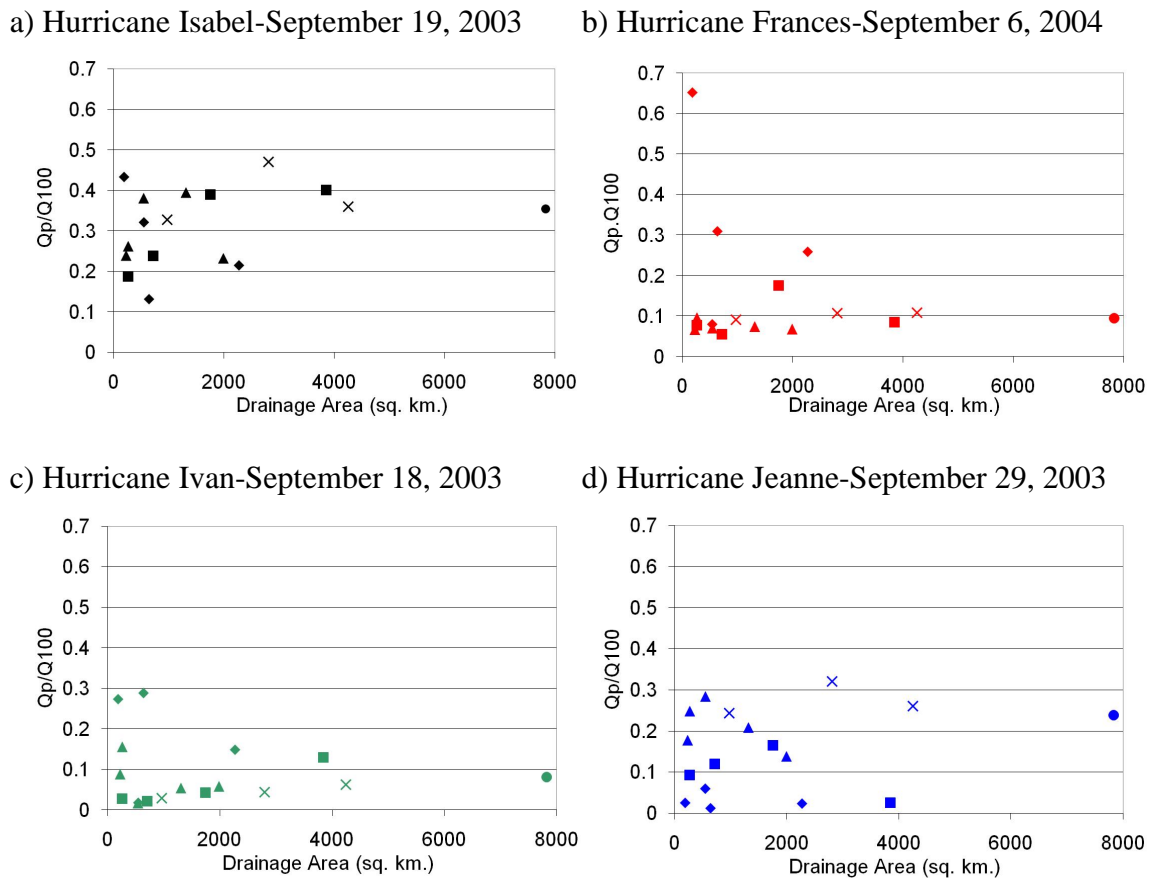 a) Hurricane Isabel-September 19, 2003
0.7
0.6
0.5
0.4
0.3
0.2
0.1
0
Qp/Q100
0 2000 4000 6000 8000
Drainage Area (sq. km.)
b) Hurricane Frances-September 6, 2004
0.7
0.6
0.5
0.4
0.3
0.2
0.1
0
Qp.Q100
0 2000 4000 6000 8000
Drainage Area (sq. km.)
c) Hurricane Ivan-September 18, 2003
0.7
0.6
0.5
0.4
0.3
0.2
0.1
0
Qp/Q100
0 2000 4000 6000 8000
Drainage Area (sq. km.)
d) Hurricane Jeanne-September 29, 2003
0.7
0.6
0.5
0.4
0.3
0.2
0.1
0
Qp/Q100
0 2000 4000 6000 8000
Drainage Area (sq. km.)